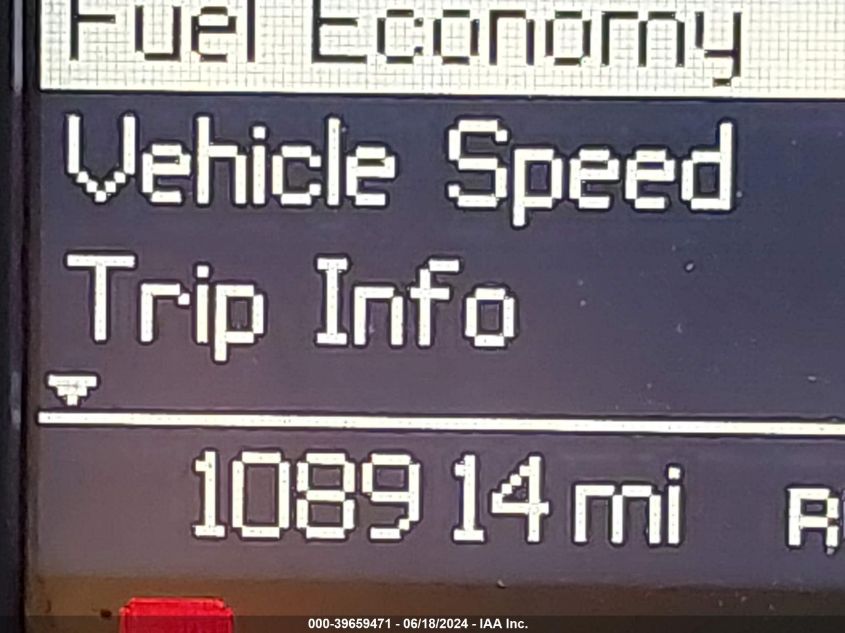 Fuel Economy
Vehicle Speed
Trip Info
108914 mi
000-39659471 - 06/18/2024 - IAA Inc.